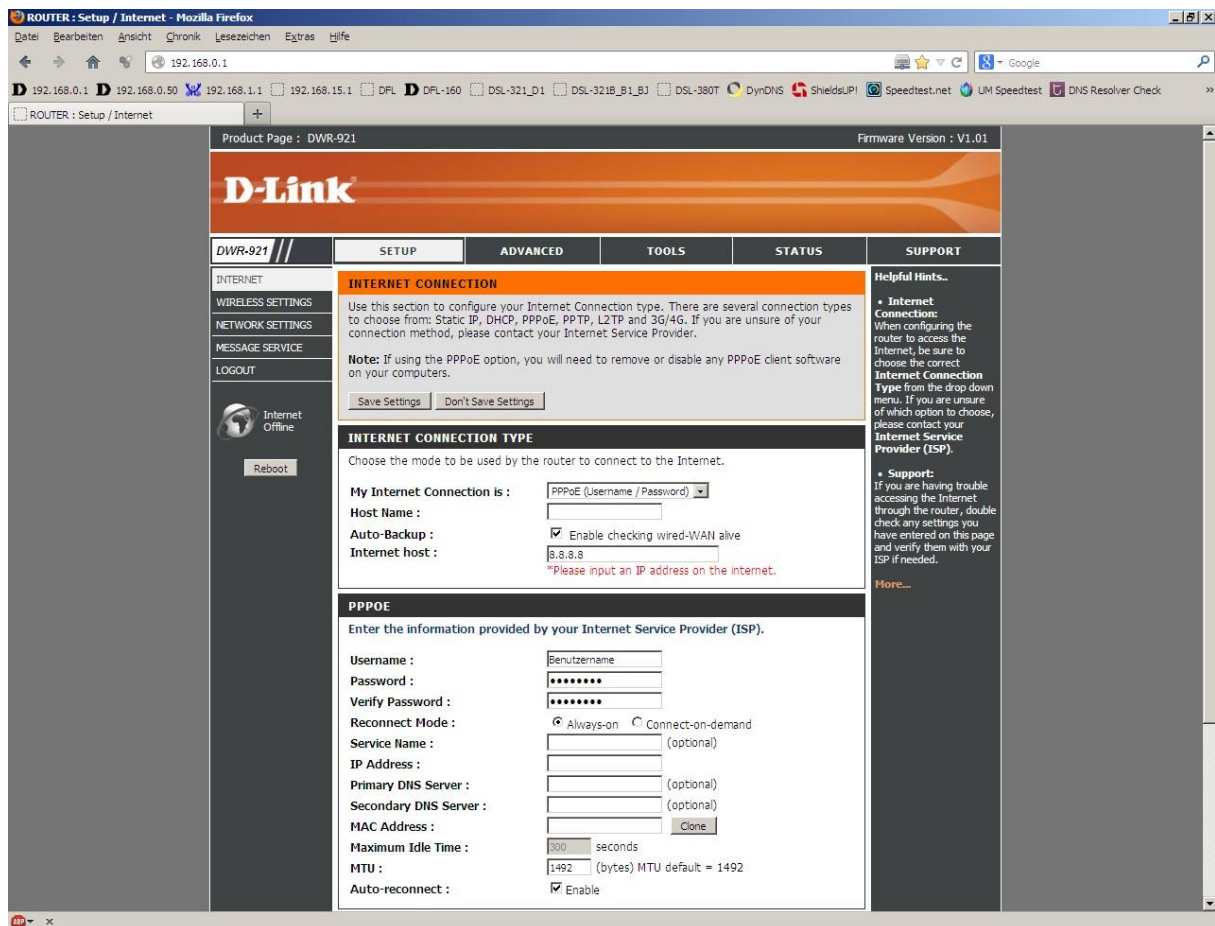 ROUTER : Setup / Internet - Mozilla Firefox
Datei Bearbeiten Ansicht Chronik Lesezeichen Extras Hilfe
192.168.0.1
Google
192.168.0.1 192.168.0.50 192.168.1.1 192.168.15.1 DFL DFL-160 DSL-321_D1 DSL-321B_B1_BJ DSL-380T DynDNS ShieldsUP! Speedtest.net UM Speedtest DNS Resolver Check »
ROUTER : Setup / Internet
Product Page : DWR-921 Firmware Version : V1.01
D-Link
DWR-921 SETUP ADVANCED TOOLS STATUS SUPPORT
INTERNET
WIRELESS SETTINGS
NETWORK SETTINGS
MESSAGE SERVICE
LOGOUT
Internet
Offline
Reboot
INTERNET CONNECTION
Use this section to configure your Internet Connection type. There are several connection types
to choose from: Static IP, DHCP, PPPoE, PPTP, L2TP and 3G/4G. If you are unsure of your
connection method, please contact your Internet Service Provider.
Note: If using the PPPoE option, you will need to remove or disable any PPPoE client software
on your computers.
Save Settings Don't Save Settings
INTERNET CONNECTION TYPE
Choose the mode to be used by the router to connect to the Internet.
My Internet Connection is : PPPoE (Username / Password)
Host Name :
Auto-Backup : Enable checking wired-WAN alive
Internet host : 8.8.8.8
*Please input an IP address on the internet.
PPPOE
Enter the information provided by your Internet Service Provider (ISP).
Username : Benutzername
Password : ••••••••
Verify Password : ••••••••
Reconnect Mode : Always-on Connect-on-demand
Service Name : (optional)
IP Address :
Primary DNS Server : (optional)
Secondary DNS Server : (optional)
MAC Address : Clone
Maximum Idle Time : 300 seconds
MTU : 1492 (bytes) MTU default = 1492
Auto-reconnect : Enable
Helpful Hints..
• Internet
Connection:
When configuring the
router to access the
Internet, be sure to
choose the correct
Internet Connection
Type from the drop down
menu. If you are unsure
of which option to choose,
please contact your
Internet Service
Provider (ISP).
• Support:
If you are having trouble
accessing the Internet
through the router, double
check any settings you
have entered on this page
and verify them with your
ISP if needed.
More...
ABP